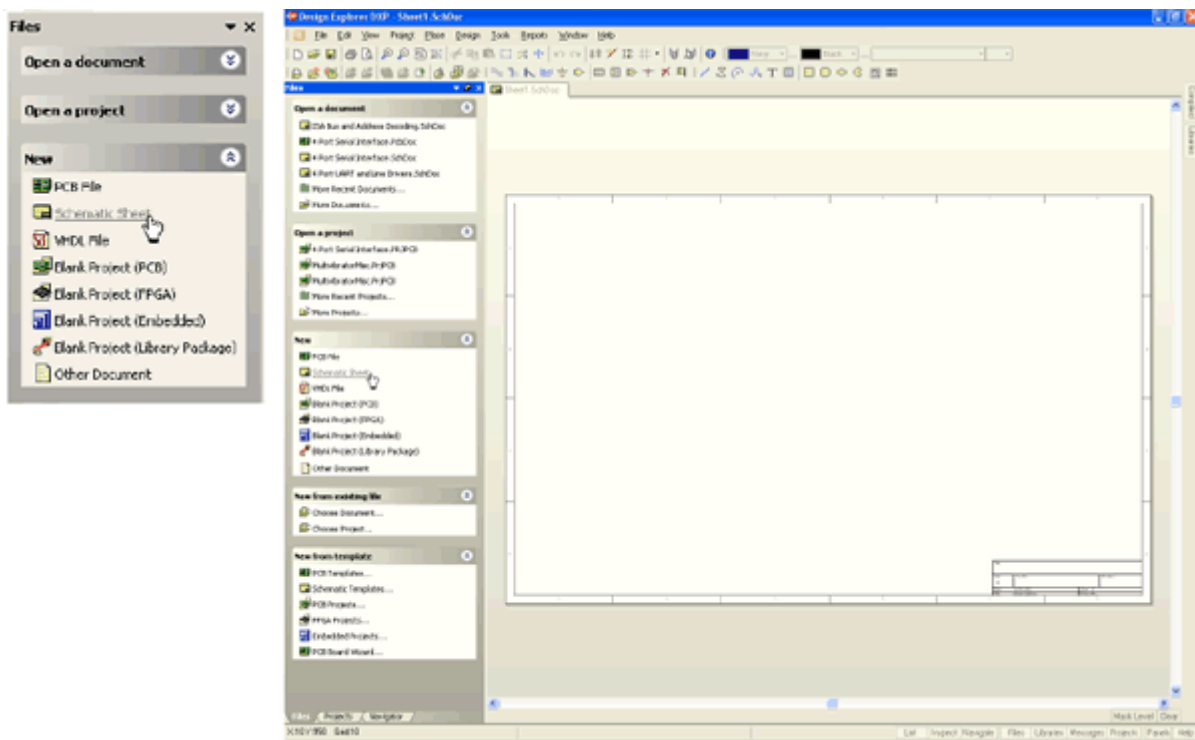 Files
Open a document
Open a project
New
PCB File
Schematic Sheet
VHDL File
Blank Project (PCB)
Blank Project (FPGA)
Blank Project (Embedded)
Blank Project (Library Package)
Other Document
Design Explorer DXP - Sheet1.SchDoc
File Edit View Project Place Design Tools Reports Window Help
Files
Sheet1.SchDoc
Open a document
ISA Bus and Address Decoding.SchDoc
4 Port Serial Interface.PcbDoc
4 Port Serial Interface.SchDoc
4 Port UART and Line Drivers.SchDoc
More Recent Documents...
More Documents...
Open a project
4 Port Serial Interface.PRJPCB
More Recent Projects...
More Projects...
New
PCB File
Schematic Sheet
VHDL File
Blank Project (PCB)
Blank Project (FPGA)
Blank Project (Embedded)
Blank Project (Library Package)
Other Document
New from existing file
Choose Document...
Choose Project...
New from template
PCB Templates...
Schematic Templates...
PCB Projects...
FPGA Projects...
Embedded Projects...
PCB Board Wizard...
Files Projects Navigator
Mask Level Clear
X:10 Y:950 Grid:10
List Inspect Navigate Files Libraries Messages Projects Panels Help